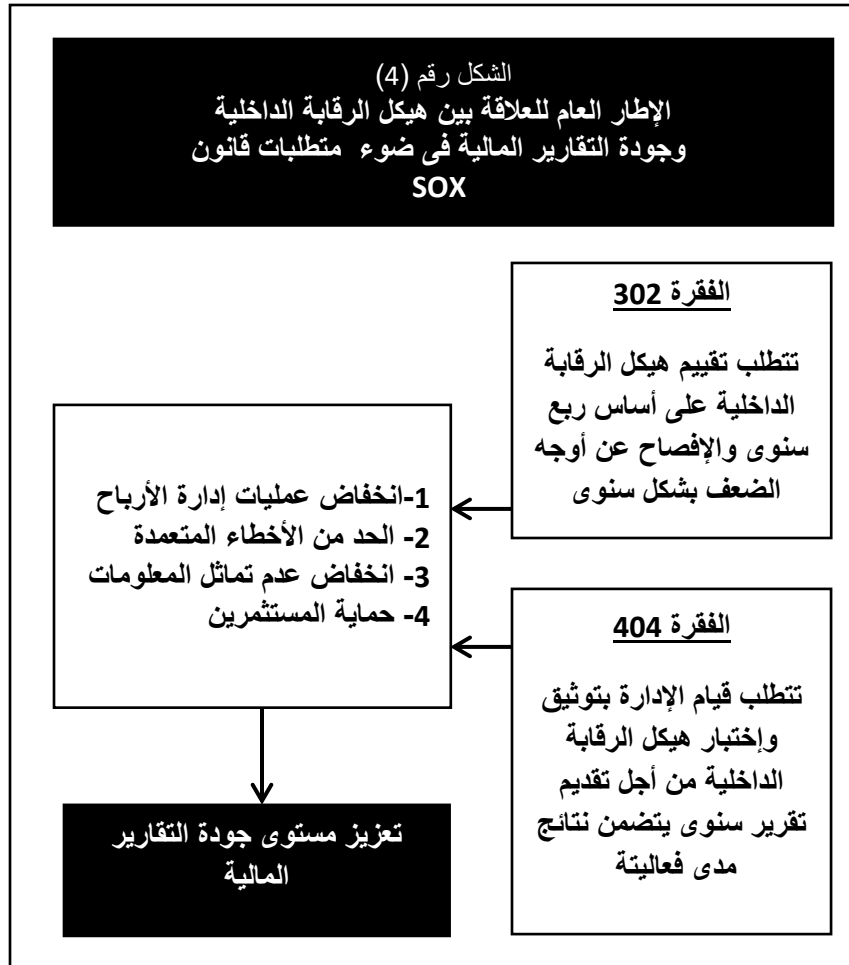 الشكل رقم (4)
الإطار العام للعلاقة بين هيكل الرقابة الداخلية
وجودة التقارير المالية فى ضوء متطلبات قانون
SOX
الفقرة 302
تتطلب تقييم هيكل الرقابة
الداخلية على أساس ربع
سنوى والإفصاح عن أوجه
الضعف بشكل سنوى
1-انخفاض عمليات إدارة الأرباح
2- الحد من الأخطاء المتعمدة
3- انخفاض عدم تماثل المعلومات
4- حماية المستثمرين
الفقرة 404
تتطلب قيام الإدارة بتوثيق
وإختبار هيكل الرقابة
الداخلية من أجل تقديم
تقرير سنوى يتضمن نتائج
مدى فعاليتة
تعزيز مستوى جودة التقارير
المالية